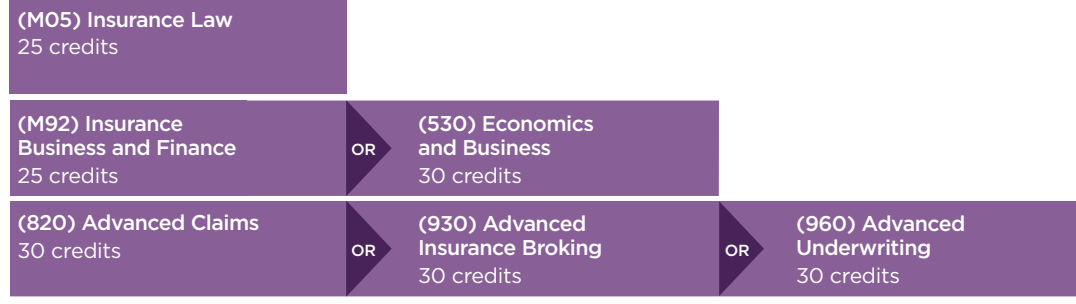 (M05) Insurance Law
25 credits
(M92) Insurance
Business and Finance
25 credits
OR
(530) Economics
and Business
30 credits
(820) Advanced Claims
30 credits
OR
(930) Advanced
Insurance Broking
30 credits
OR
(960) Advanced
Underwriting
30 credits